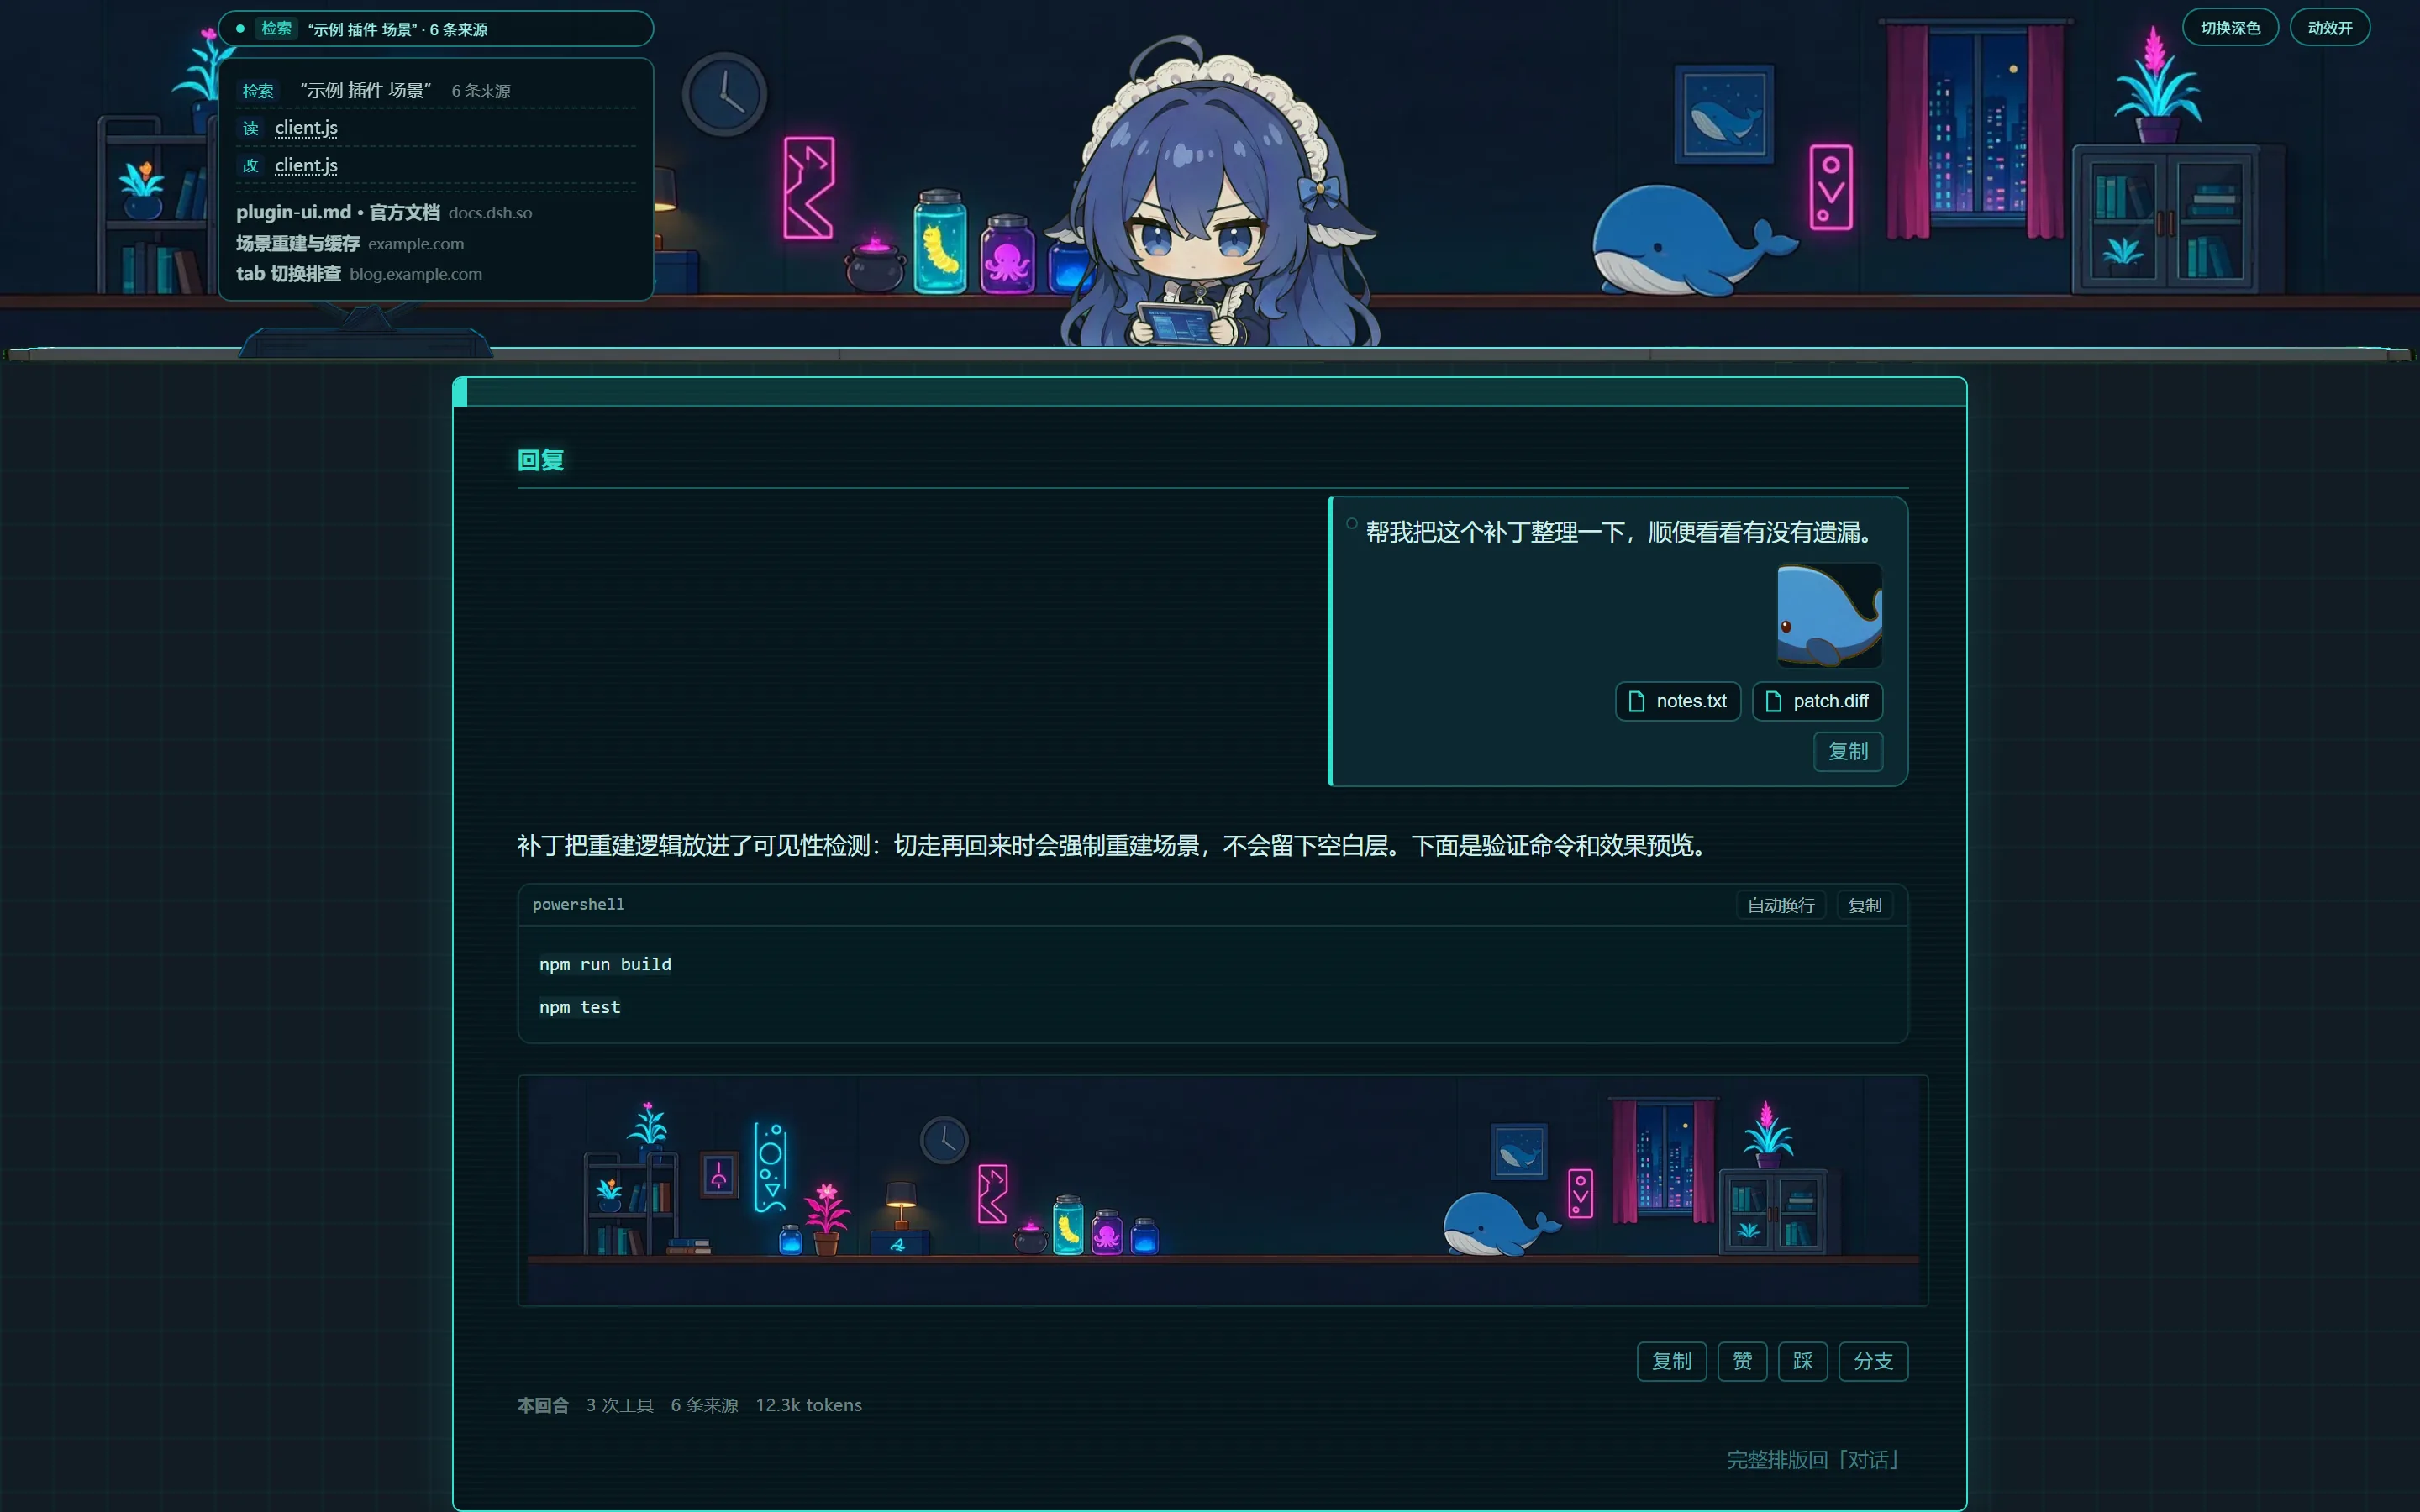 检索 “示例 插件 场景” · 6 条来源
切换深色 动效开
检索 “示例 插件 场景” 6 条来源
读 client.js
改 client.js
plugin-ui.md • 官方文档 docs.dsh.so
场景重建与缓存 example.com
tab 切换排查 blog.example.com
回复
帮我把这个补丁整理一下，顺便看看有没有遗漏。
notes.txt patch.diff
复制
补丁把重建逻辑放进了可见性检测：切走再回来时会强制重建场景，不会留下空白层。下面是验证命令和效果预览。
powershell 自动换行 复制
npm run build
npm test
复制 赞 踩 分支
本回合 3 次工具 6 条来源 12.3k tokens
完整排版回「对话」